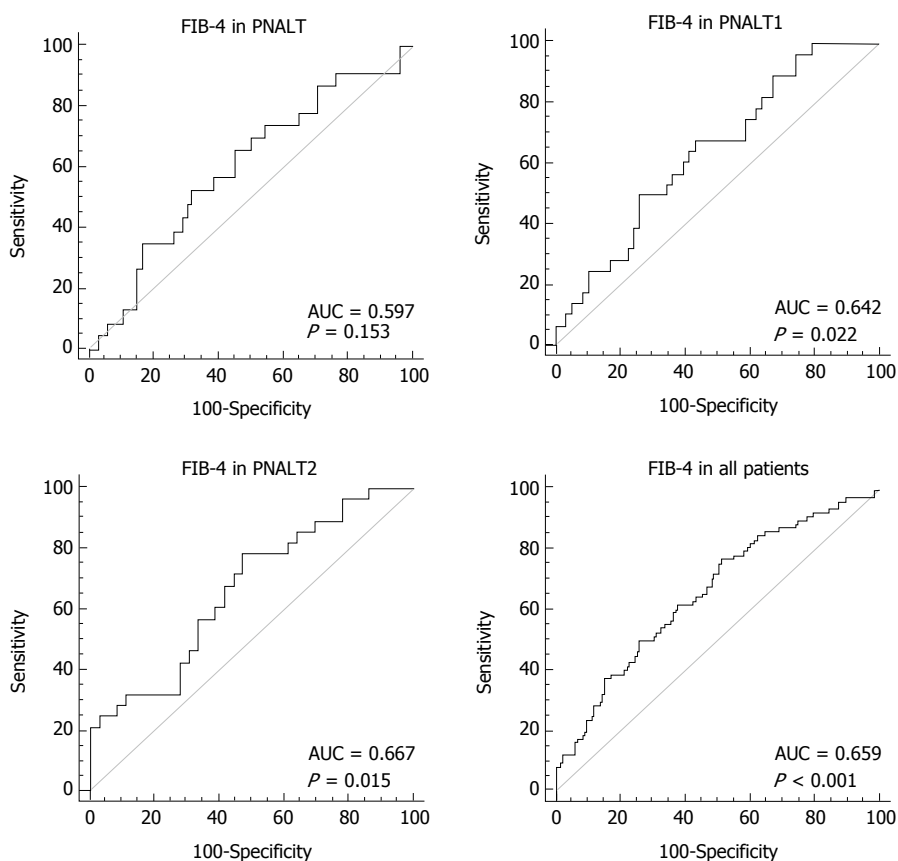 FIB-4 in PNALT
100
80
60
40
20
0
Sensitivity
AUC = 0.597
P = 0.153
0 20 40 60 80 100
100-Specificity
FIB-4 in PNALT1
100
80
60
40
20
0
Sensitivity
AUC = 0.642
P = 0.022
0 20 40 60 80 100
100-Specificity
FIB-4 in PNALT2
100
80
60
40
20
0
Sensitivity
AUC = 0.667
P = 0.015
0 20 40 60 80 100
100-Specificity
FIB-4 in all patients
100
80
60
40
20
0
Sensitivity
AUC = 0.659
P < 0.001
0 20 40 60 80 100
100-Specificity